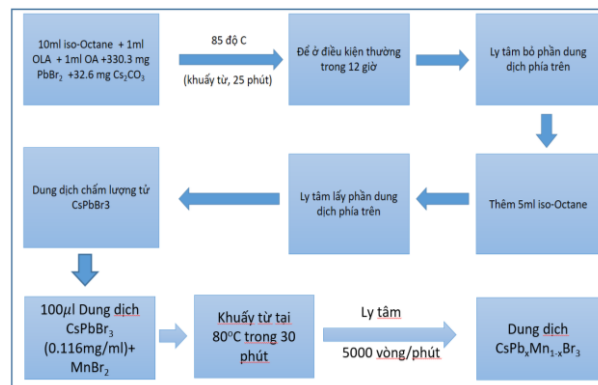 10ml iso-Octane + 1ml
OLA + 1ml OA +330.3 mg
PbBr₂ +32.6 mg Cs₂CO₃
85 độ C
(khuấy từ, 25 phút)
Để ở điều kiện thường
trong 12 giờ
Ly tâm bỏ phần dung
dịch phía trên
Dung dịch chấm lượng tử
CsPbBr3
Ly tâm lấy phần dung
dịch phía trên
Thêm 5ml iso-Octane
100μl Dung dịch
CsPbBr₃
(0.116mg/ml)+
MnBr₂
Khuấy từ tại
80°C trong 30
phút
Ly tâm
5000 vòng/phút
Dung dịch
CsPbₓMn₁₋ₓBr₃